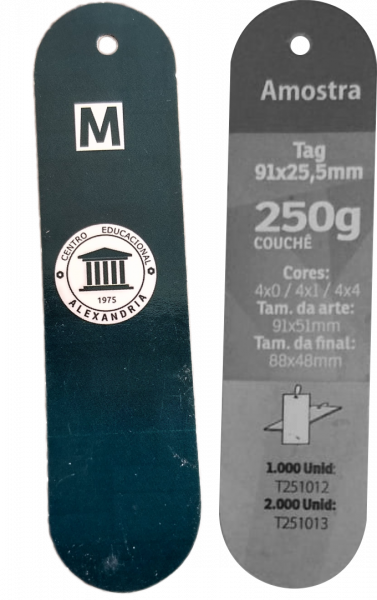 M
CENTRO EDUCACIONAL
1975
ALEXANDRIA
Amostra
Tag
91x25,5mm
250g
COUCHÊ
Cores:
4x0 / 4x1 / 4x4
Tam. da arte:
91x51mm
Tam. da final:
88x48mm
1.000 Unid:
T251012
2.000 Unid:
T251013